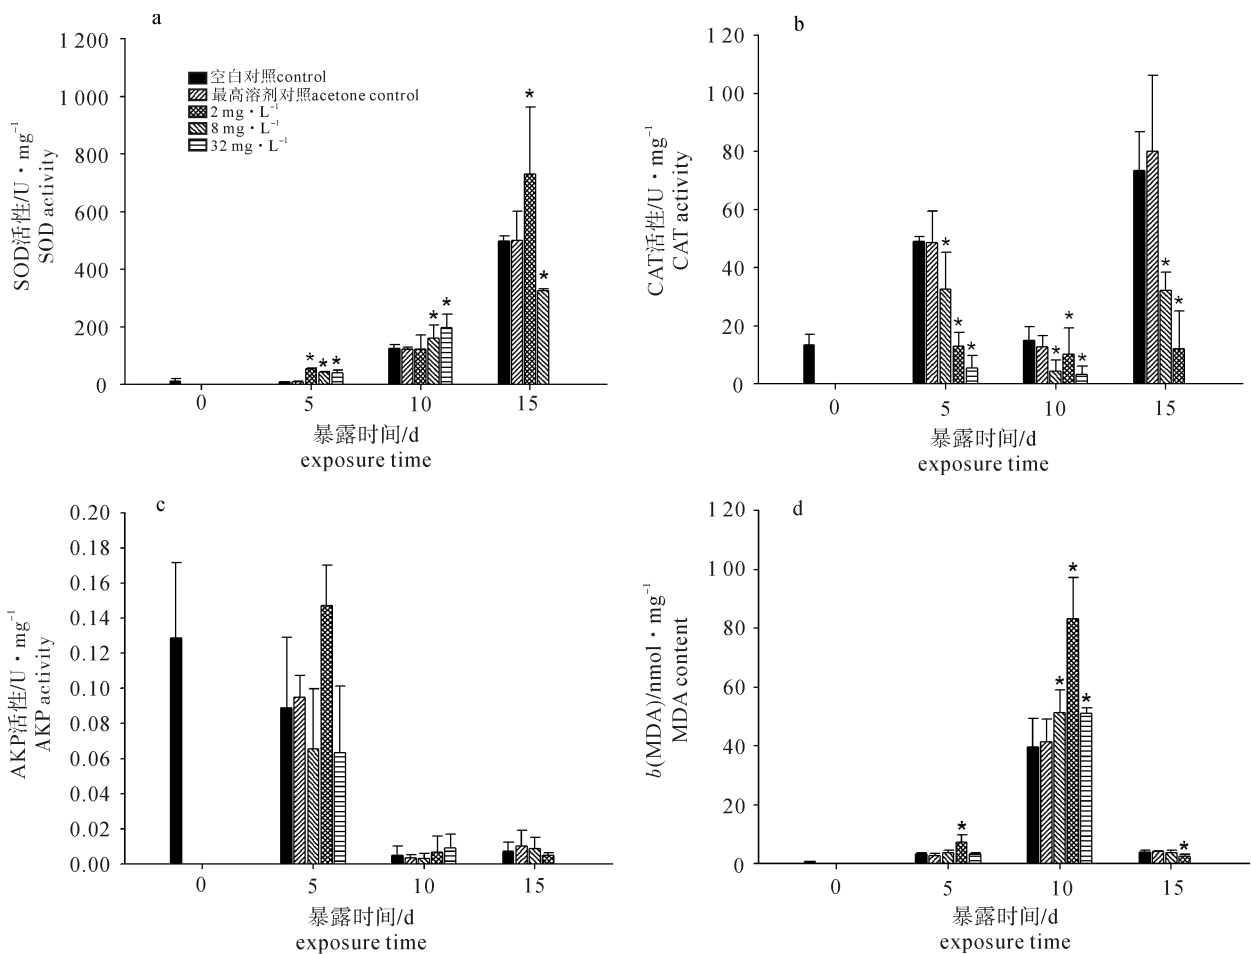 a
1 200
1 000
800
600
400
200
0
SOD活性/U·mg⁻¹
SOD activity
空白对照control
最高溶剂对照acetone control
2 mg·L⁻¹
8 mg·L⁻¹
32 mg·L⁻¹
* * *
* *
* *
0 5 10 15
暴露时间/d
exposure time
b
1 20
1 00
80
60
40
20
0
CAT活性/U·mg⁻¹
CAT activity
* * *
* * *
* *
0 5 10 15
暴露时间/d
exposure time
c
0.20
0.18
0.16
0.14
0.12
0.10
0.08
0.06
0.04
0.02
0.00
AKP活性/U·mg⁻¹
AKP activity
0 5 10 15
暴露时间/d
exposure time
d
1 20
1 00
80
60
40
20
0
b(MDA)/nmol·mg⁻¹
MDA content
*
* * *
*
0 5 10 15
暴露时间/d
exposure time